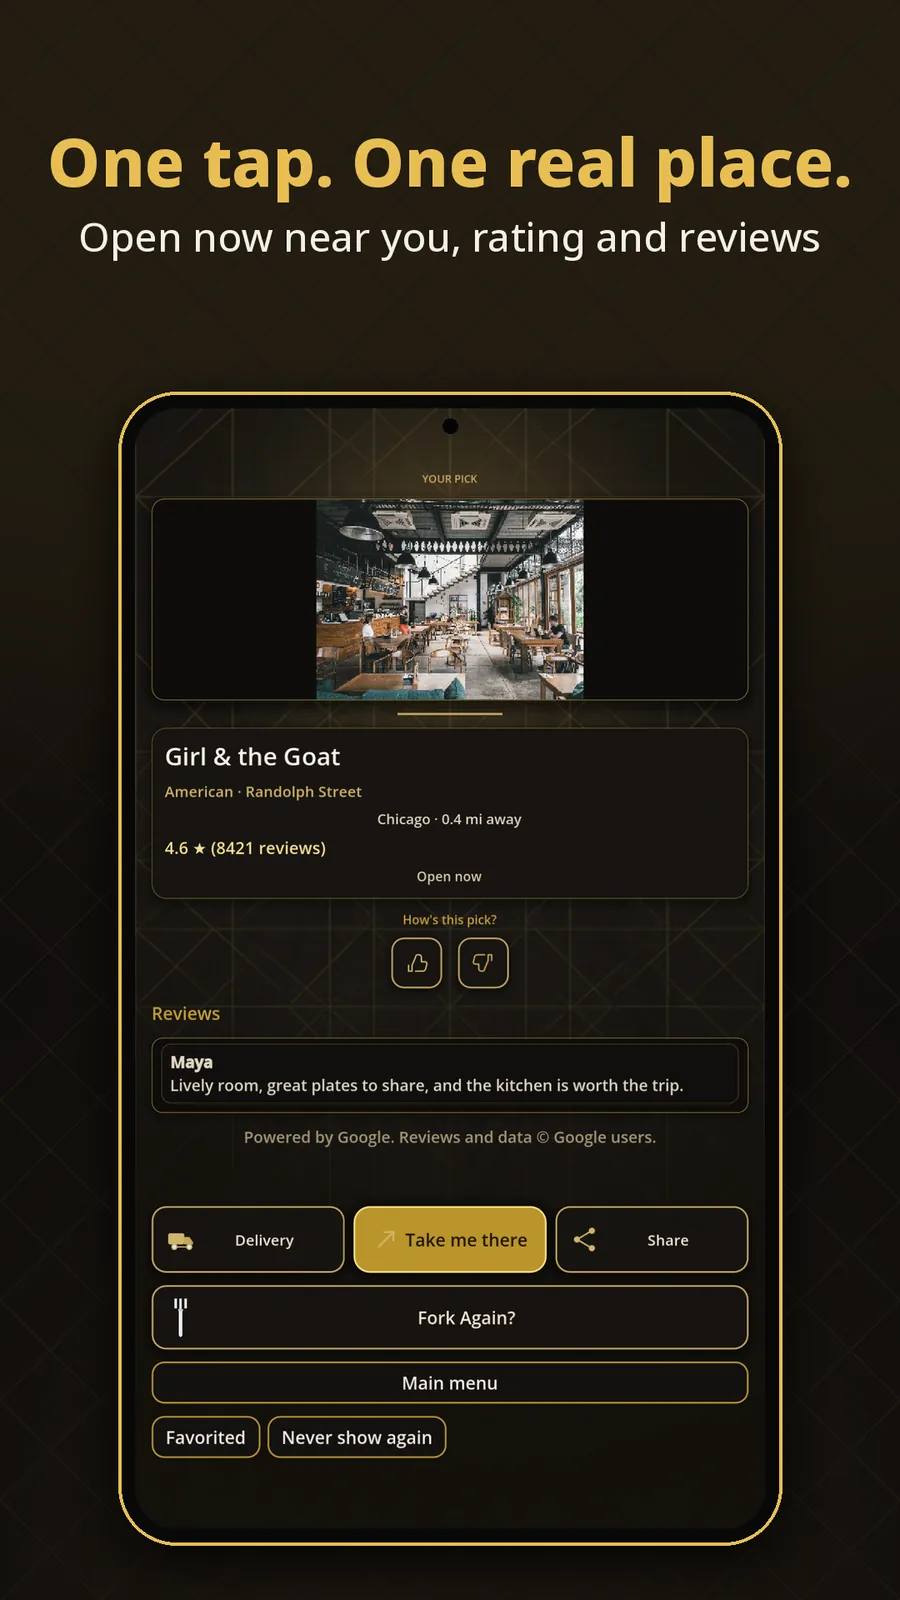 One tap. One real place.
Open now near you, rating and reviews
YOUR PICK
Girl & the Goat
American · Randolph Street
Chicago · 0.4 mi away
4.6 ★ (8421 reviews)
Open now
How's this pick?
Reviews
Maya
Lively room, great plates to share, and the kitchen is worth the trip.
Powered by Google. Reviews and data © Google users.
Delivery
Take me there
Share
Fork Again?
Main menu
Favorited
Never show again